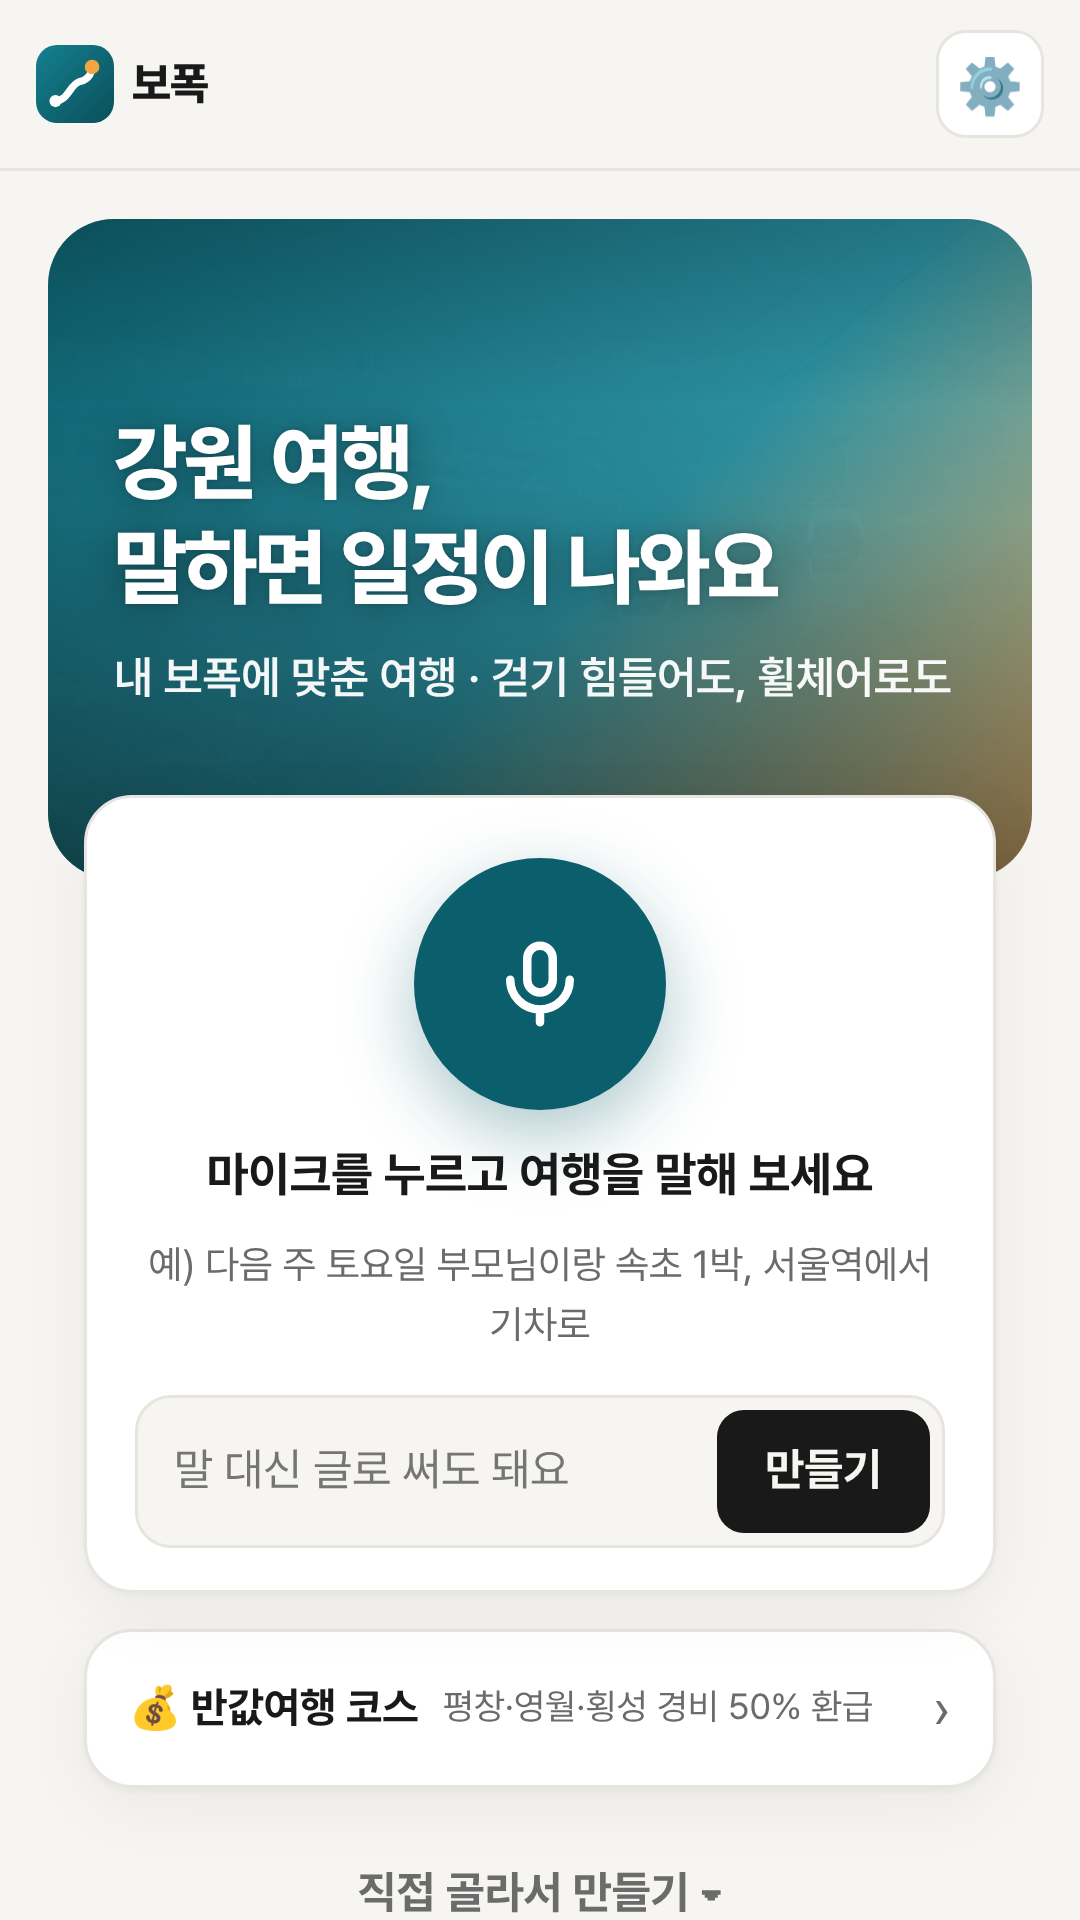 보폭
강원 여행,
말하면 일정이 나와요
내 보폭에 맞춘 여행 · 걷기 힘들어도, 휠체어로도
마이크를 누르고 여행을 말해 보세요
예) 다음 주 토요일 부모님이랑 속초 1박, 서울역에서
기차로
말 대신 글로 써도 돼요
만들기
반값여행 코스 평창·영월·횡성 경비 50% 환급 ›
직접 골라서 만들기